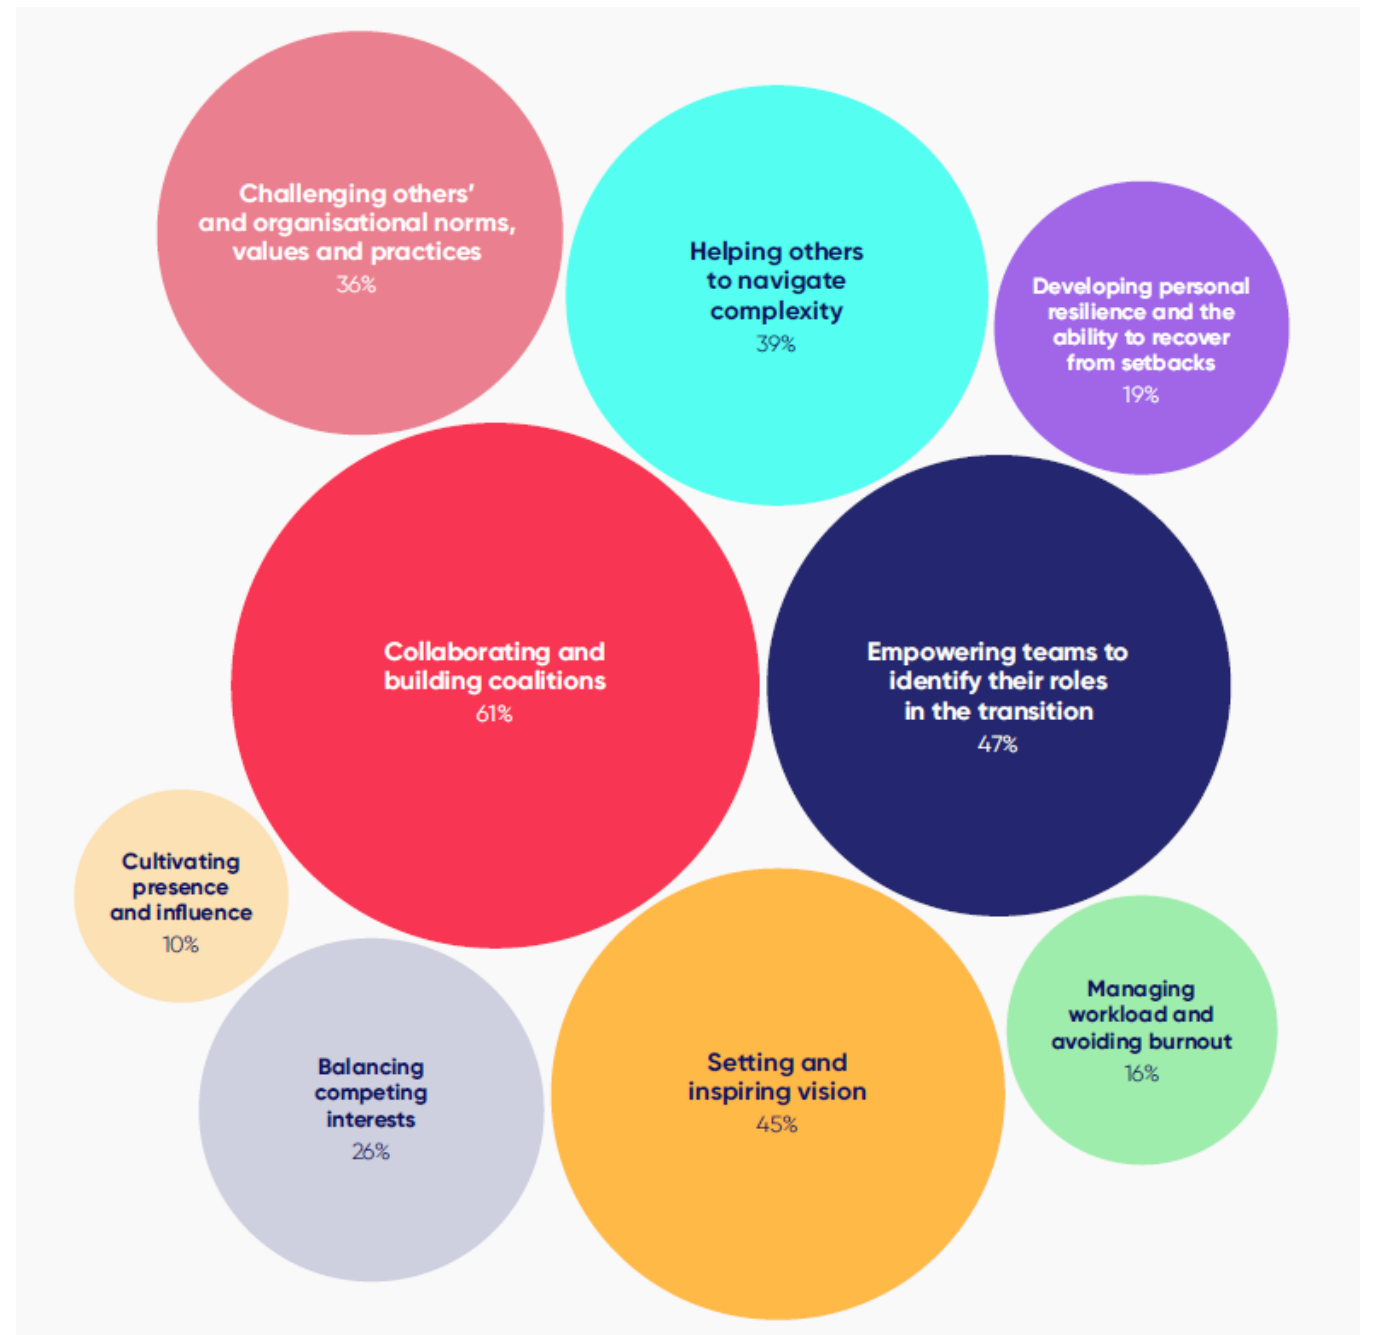 Challenging others’
and organisational norms,
values and practices
36%
Helping others
to navigate
complexity
39%
Developing personal
resilience and the
ability to recover
from setbacks
19%
Collaborating and
building coalitions
61%
Empowering teams to
identify their roles
in the transition
47%
Cultivating
presence
and influence
10%
Balancing
competing
interests
26%
Setting and
inspiring vision
45%
Managing
workload and
avoiding burnout
16%